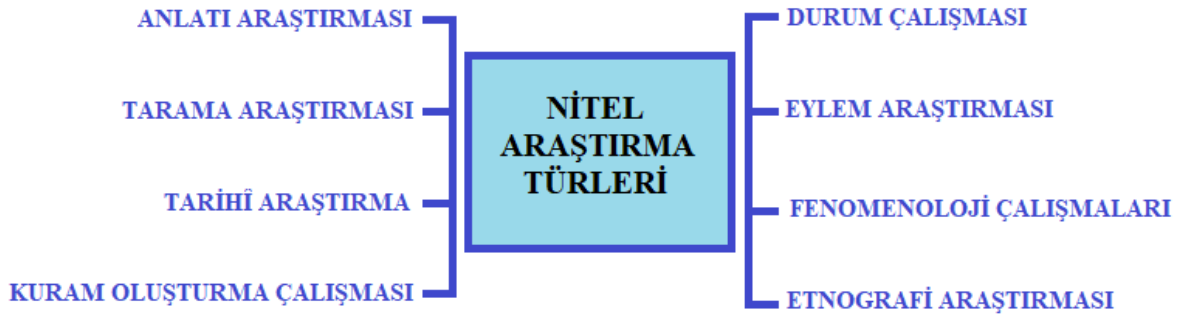 ANLATI ARAŞTIRMASI
TARAMA ARAŞTIRMASI
TARİHÎ ARAŞTIRMA
KURAM OLUŞTURMA ÇALIŞMASI
NİTEL
ARAŞTIRMA
TÜRLERİ
DURUM ÇALIŞMASI
EYLEM ARAŞTIRMASI
FENOMENOLOJİ ÇALIŞMALARI
ETNOGRAFİ ARAŞTIRMASI